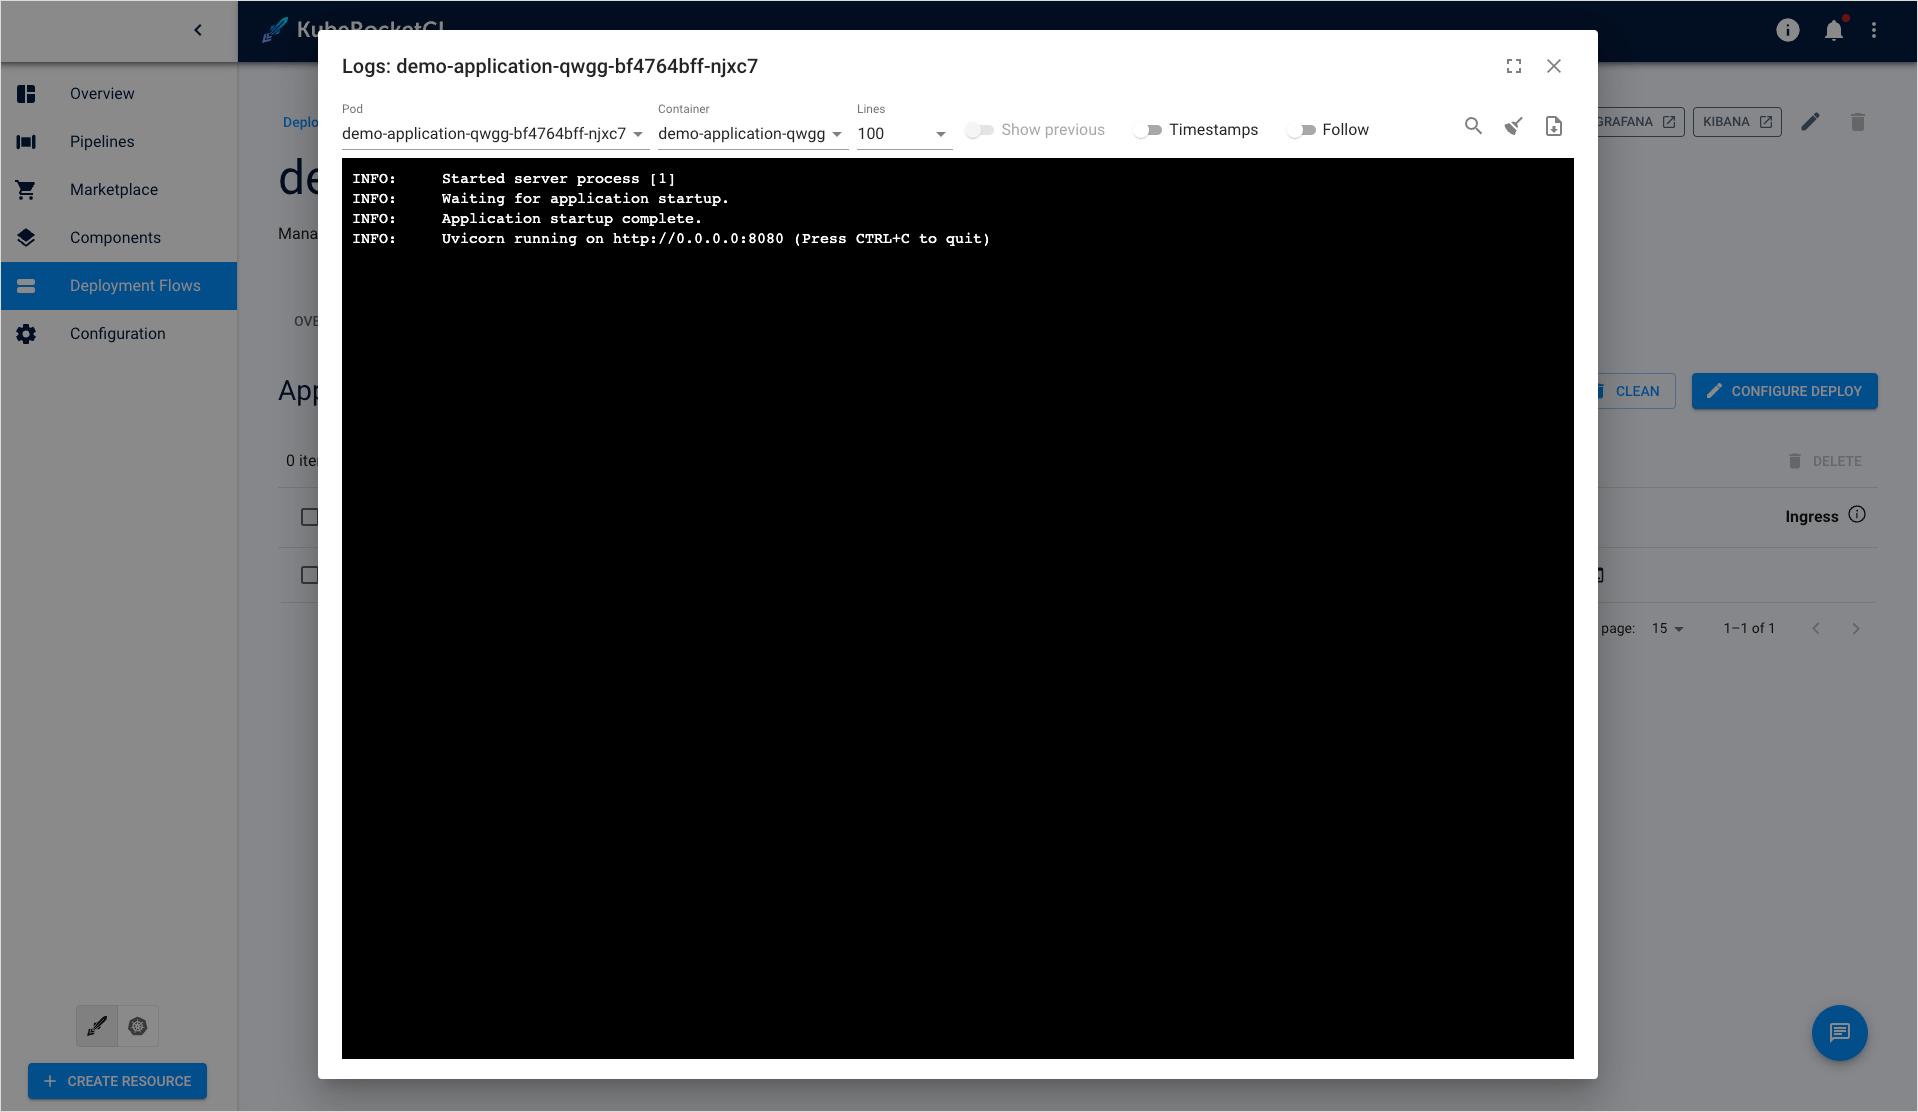 KubeRocketCI
Overview
Pipelines
Marketplace
Components
Deployment Flows
Configuration
CREATE RESOURCE
Deplo
de
Mana
OVE
App
0 ite
Logs: demo-application-qwgg-bf4764bff-njxc7
Pod
demo-application-qwgg-bf4764bff-njxc7
Container
demo-application-qwgg
Lines
100
Show previous
Timestamps
Follow
INFO: Started server process [1]
INFO: Waiting for application startup.
INFO: Application startup complete.
INFO: Uvicorn running on http://0.0.0.0:8080 (Press CTRL+C to quit)
GRAFANA
KIBANA
CLEAN
CONFIGURE DEPLOY
DELETE
Ingress
page: 15 1–1 of 1